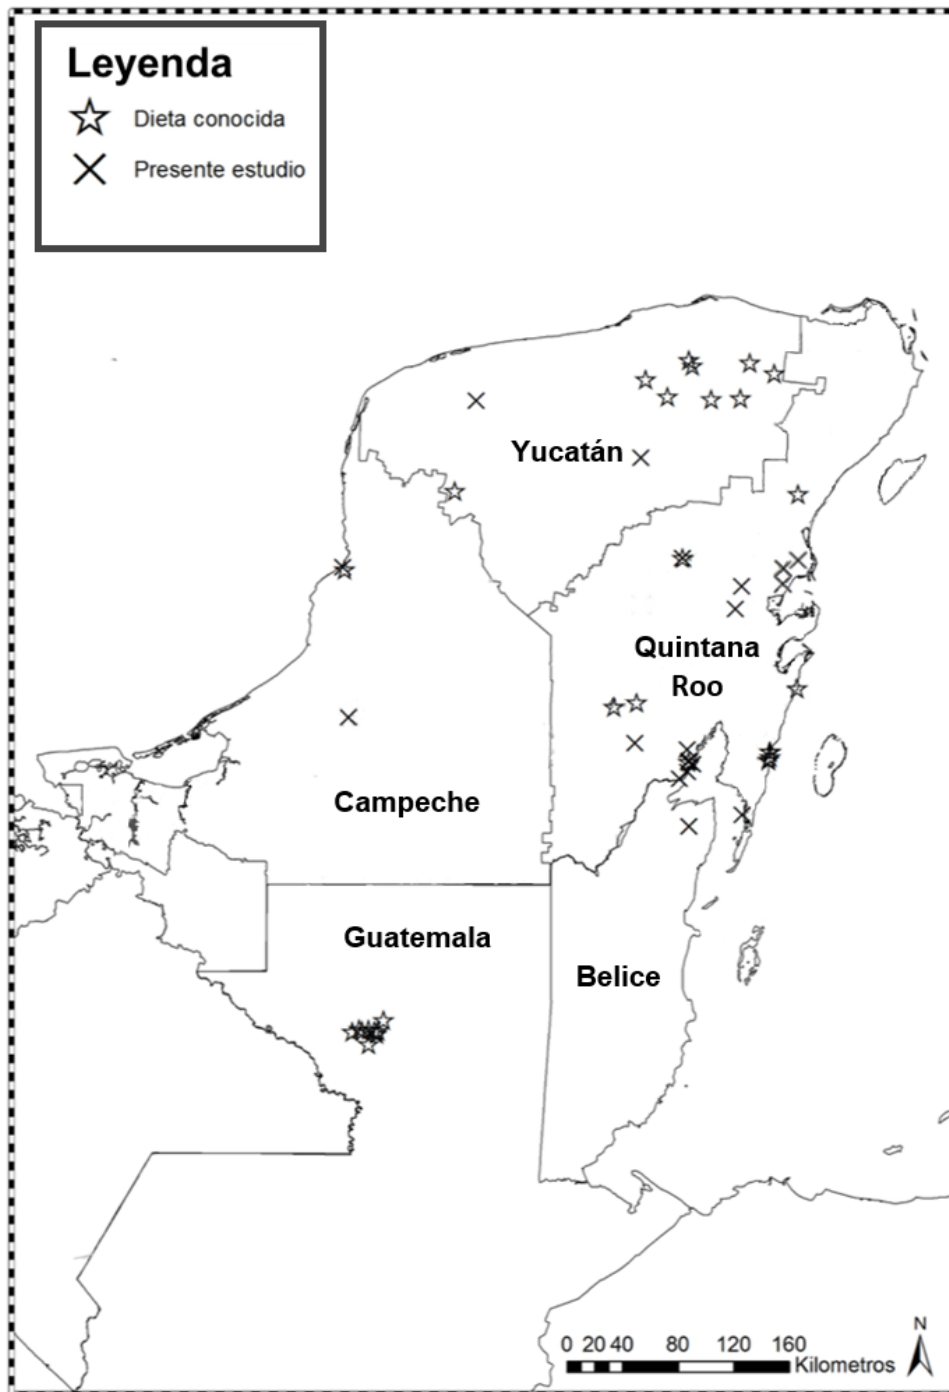 Leyenda
Dieta conocida
Presente estudio
Yucatán
Quintana
Roo
Campeche
Guatemala
Belice
N
0 20 40 80 120 160
Kilometros